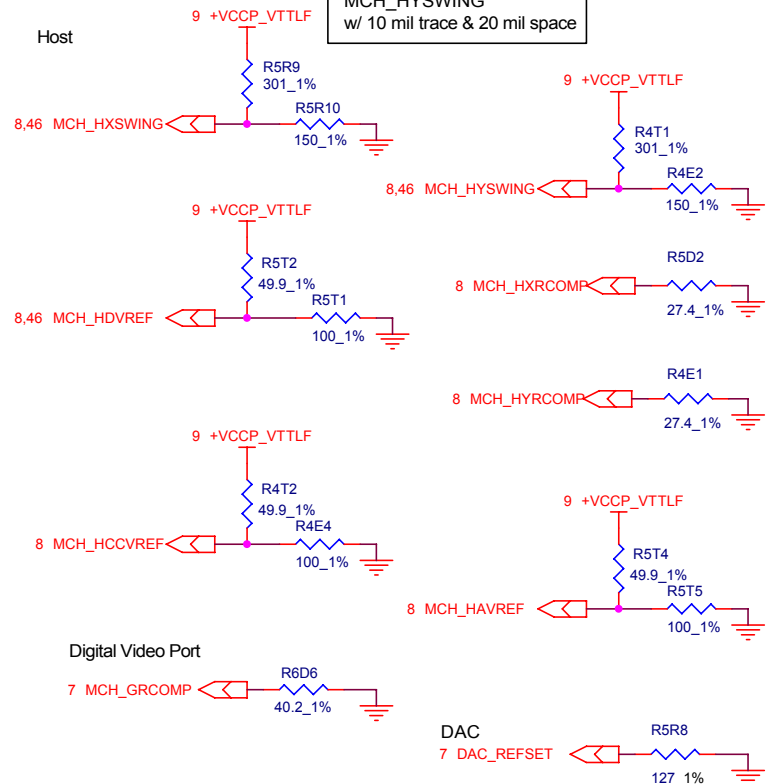 MCH_HYSWING
w/ 10 mil trace & 20 mil space
Host
9 +VCCP_VTTLF
R5R9
301_1%
R5R10
150_1%
8,46 MCH_HXSWING
9 +VCCP_VTTLF
R4T1
301_1%
R4E2
150_1%
8,46 MCH_HYSWING
9 +VCCP_VTTLF
R5T2
49.9_1%
R5T1
100_1%
8,46 MCH_HDVREF
R5D2
8 MCH_HXRCOMP
27.4_1%
R4E1
8 MCH_HYRCOMP
27.4_1%
9 +VCCP_VTTLF
R4T2
49.9_1%
R4E4
100_1%
8 MCH_HCCVREF
9 +VCCP_VTTLF
R5T4
49.9_1%
R5T5
100_1%
8 MCH_HAVREF
Digital Video Port
R6D6
7 MCH_GRCOMP
40.2_1%
DAC
R5R8
7 DAC_REFSET
127_1%